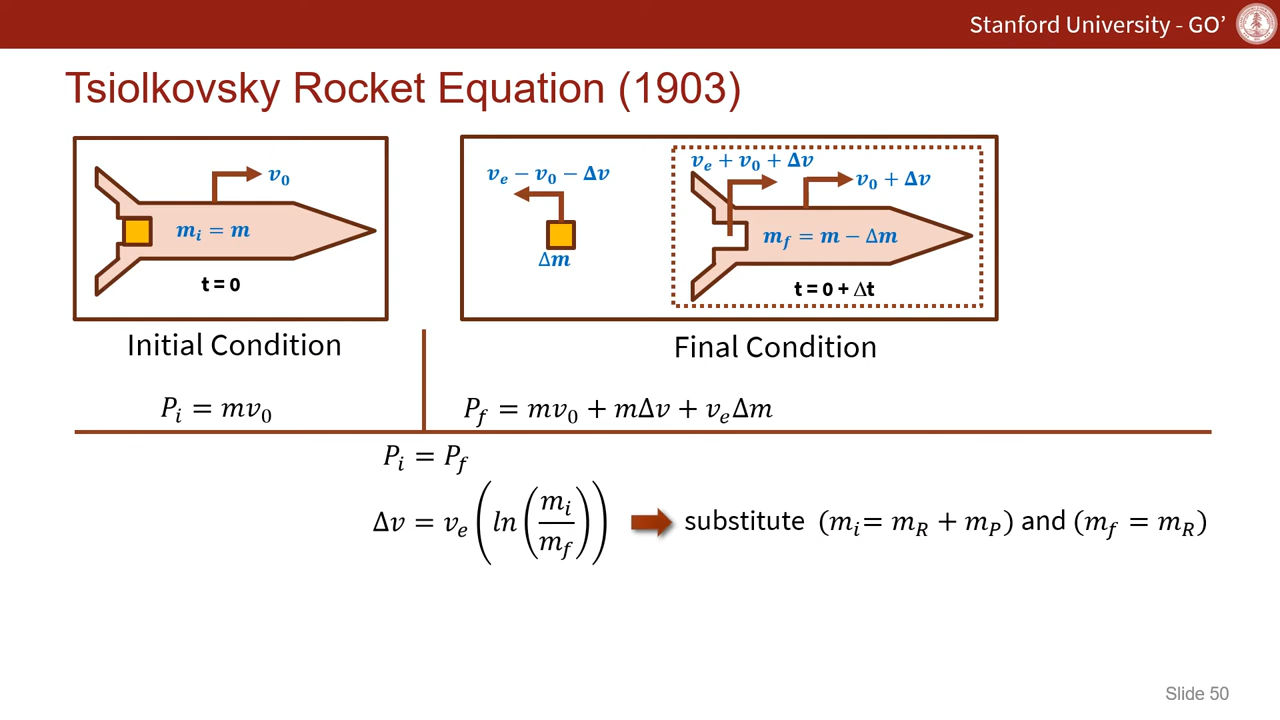 Stanford University - GO’
Tsiolkovsky Rocket Equation (1903)
v₀
mᵢ = m
t = 0
Initial Condition
vₑ − v₀ − Δv
Δm
vₑ + v₀ + Δv
v₀ + Δv
m_f = m − Δm
t = 0 + Δt
Final Condition
Pᵢ = mv₀
P_f = mv₀ + mΔv + vₑΔm
Pᵢ = P_f
Δv = vₑ(ln(mᵢ/m_f)) substitute (mᵢ= m_R + m_P) and (m_f = m_R)
Slide 50